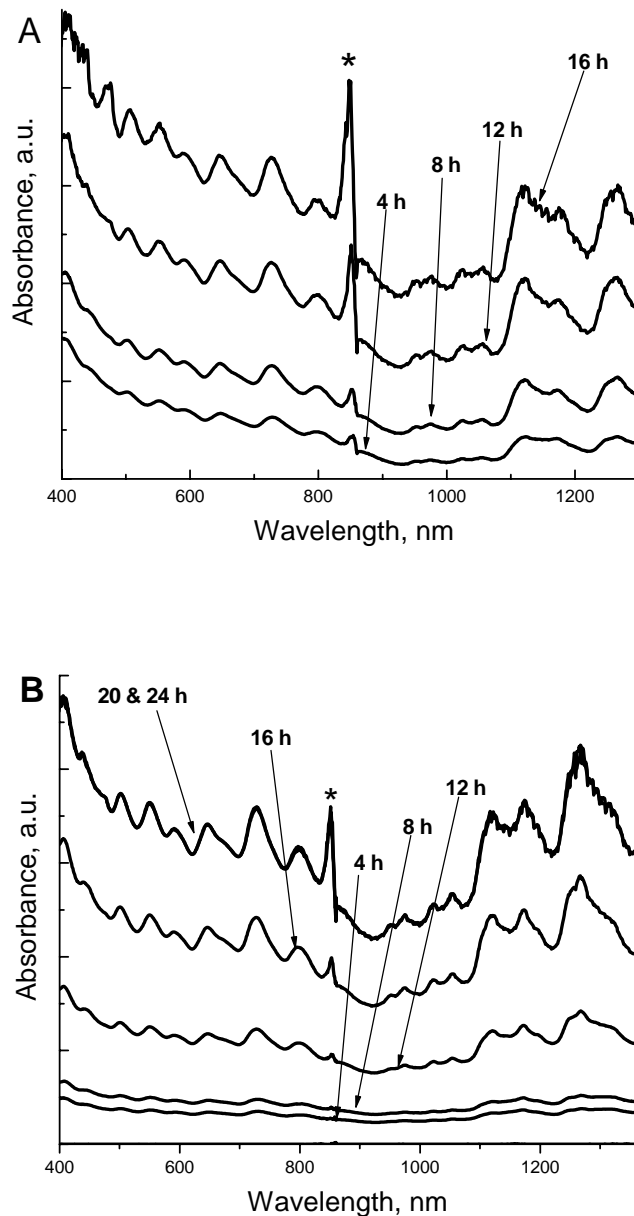 A
*
16 h
12 h
8 h
4 h
Absorbance, a.u.
400 600 800 1000 1200
Wavelength, nm
B
20 & 24 h
16 h
*
12 h
8 h
4 h
Absorbance, a.u.
400 600 800 1000 1200
Wavelength, nm